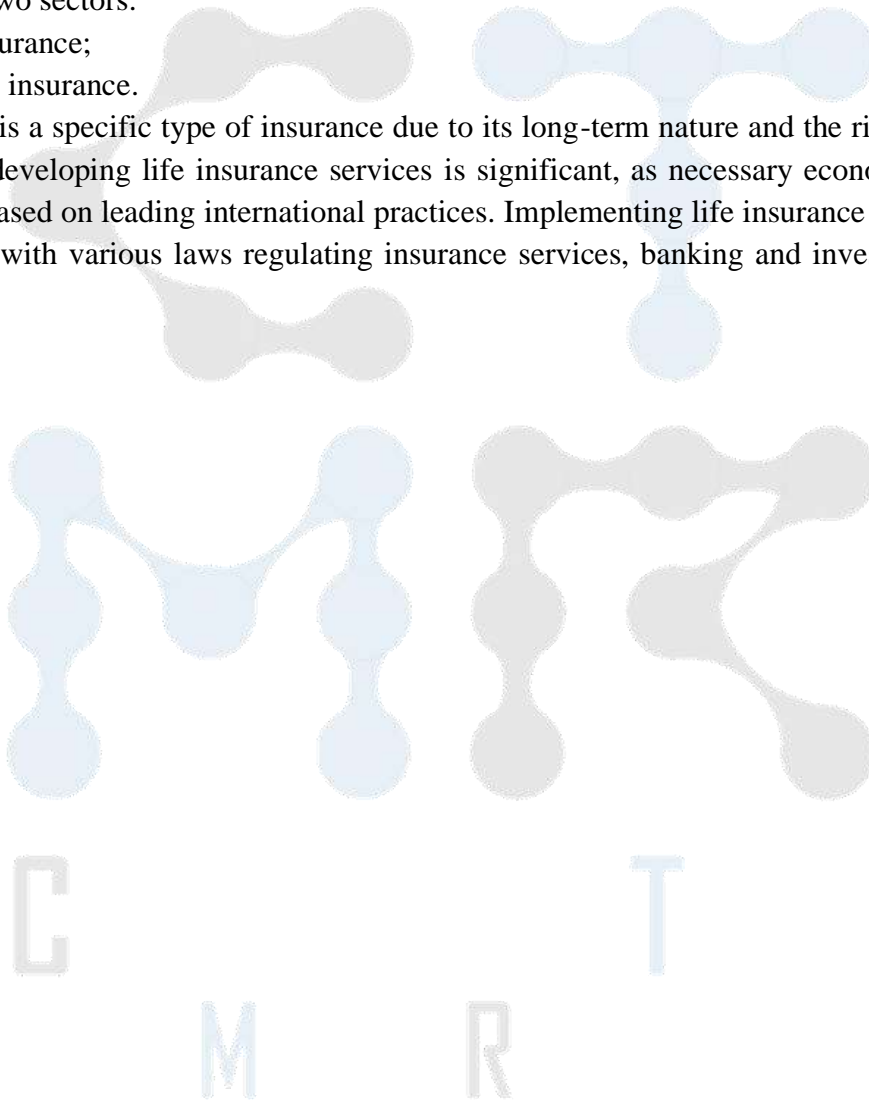 wo sectors:
urance;
insurance.
is a specific type of insurance due to its long-term nature and the ri
developing life insurance services is significant, as necessary econo
ased on leading international practices. Implementing life insurance
with various laws regulating insurance services, banking and inve
C T
M R